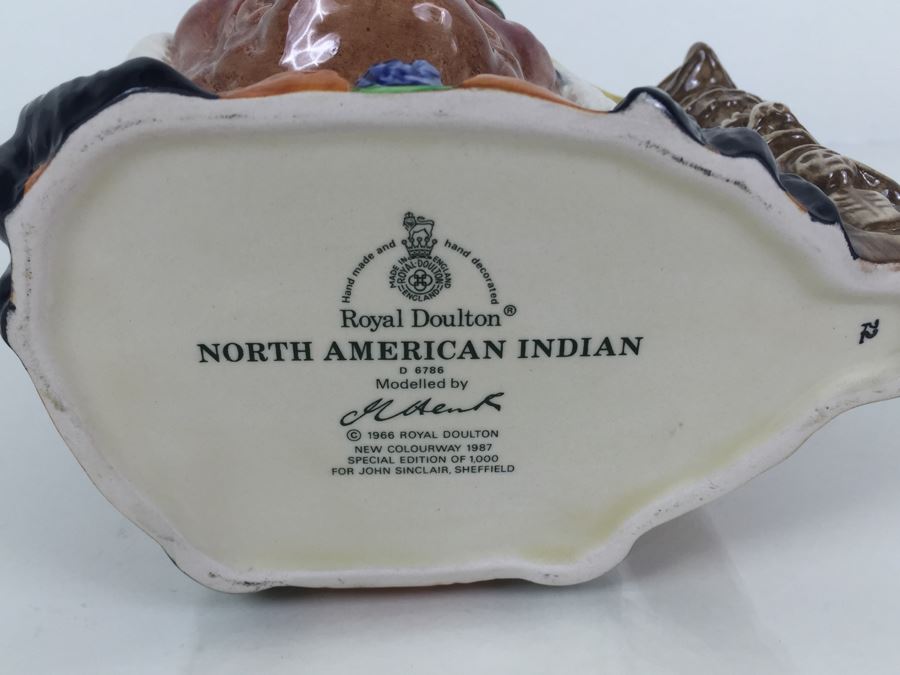 Hand made and hand decorated
MADE IN ENGLAND
ROYAL·DOULTON
ENGLAND
Royal Doulton®
NORTH AMERICAN INDIAN
D 6786
Modelled by
© 1966 ROYAL DOULTON
NEW COLOURWAY 1987
SPECIAL EDITION OF 1,000
FOR JOHN SINCLAIR, SHEFFIELD